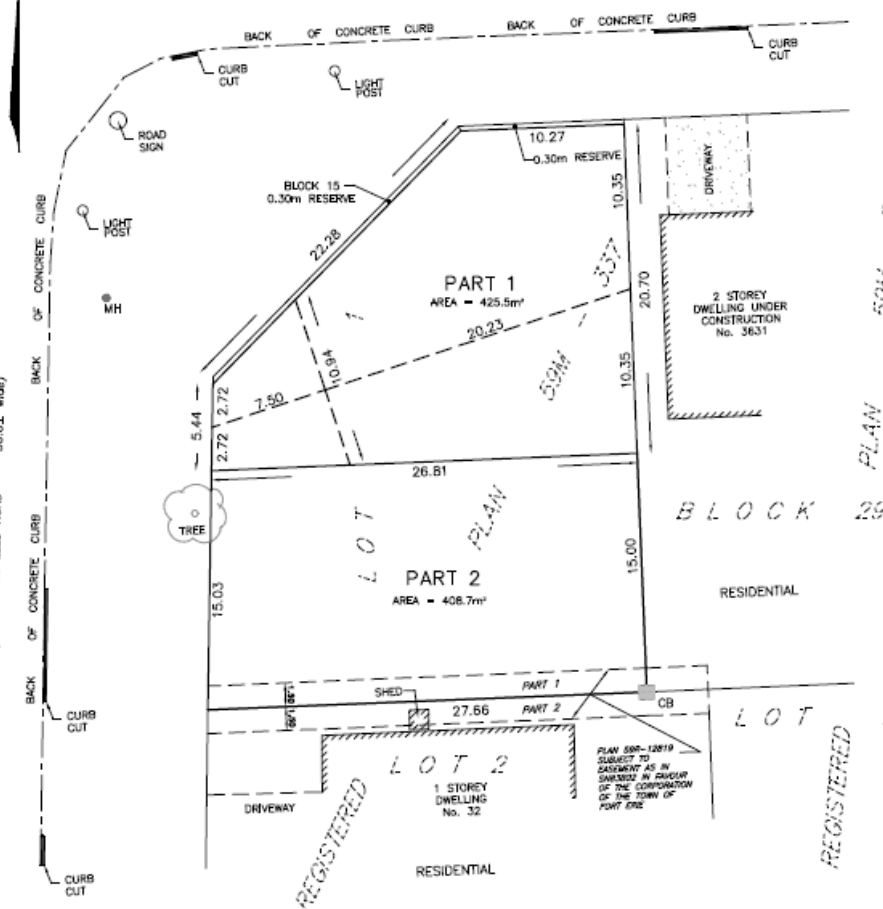 BACK OF CONCRETE CURB
BACK OF CONCRETE CURB
CURB
CUT
CURB
CUT
LIGHT
POST
ROAD
SIGN
10.27
0.30m RESERVE
DRIVEWAY
BLOCK 15
0.30m RESERVE
10.35
LIGHT
POST
22.28
BACK OF CONCRETE CURB
337
PART 1
AREA = 425.5m²
MH
1
20.70
2 STOREY
DWELLING UNDER
CONSTRUCTION
No. 3631
20.23
10.94
59M
10.35
7.50
5.44
2.72
2.72
PLAN
26.81
TREE
LOT
PLAN
BLOCK 29
BACK OF CONCRETE CURB
15.03
15.00
PART 2
AREA = 408.7m²
RESIDENTIAL
SHED
PART 1
27.66
PART 2
CB
LOT
CURB
CUT
PLAN 59R-12819
SUBJECT TO
EASEMENT AS IN
IN FAVOUR
OF THE CORPORATION
OF THE TOWN OF
FORT ERIE
LOT 2
1 STOREY
DWELLING
No. 32
DRIVEWAY
REGISTERED
REGISTERED
RESIDENTIAL
CURB
CUT